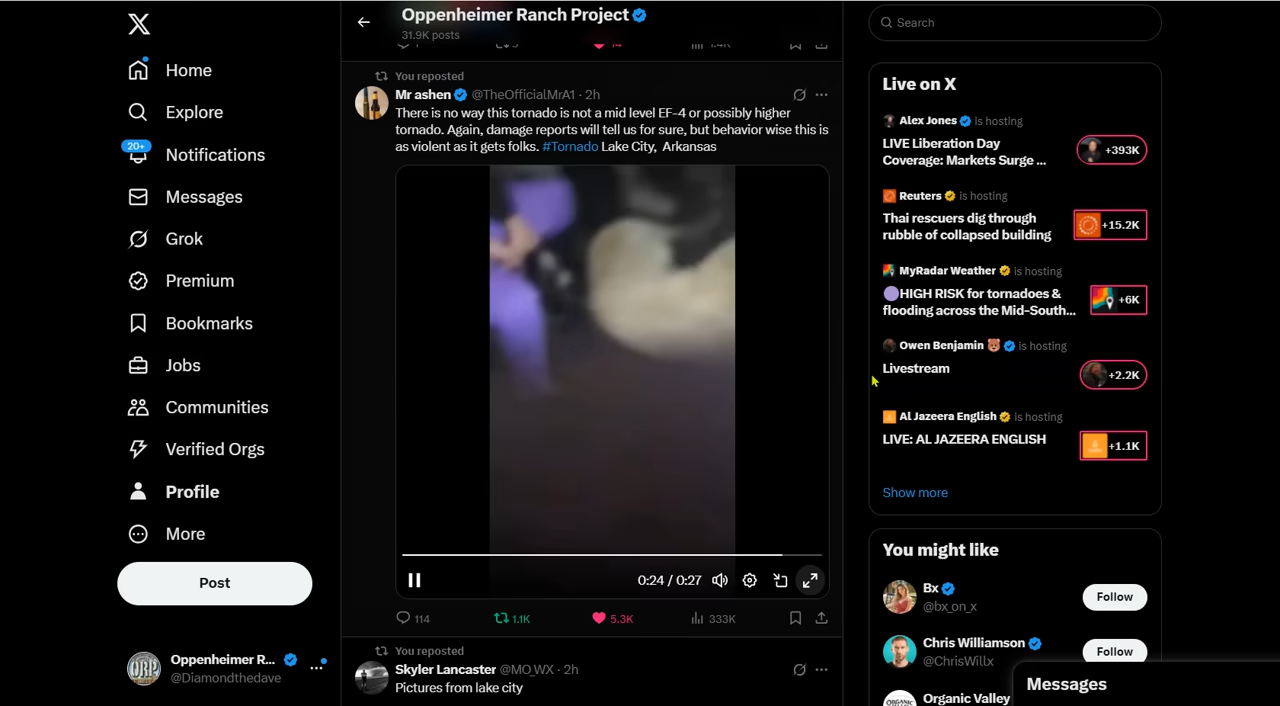 Home
Explore
20+
Notifications
Messages
Grok
Premium
Bookmarks
Jobs
Communities
Verified Orgs
Profile
More
Post
Oppenheimer R...
@Diamondthedave
Oppenheimer Ranch Project
31.9K posts
You reposted
Mr ashen @TheOfficialMrA1 · 2h
There is no way this tornado is not a mid level EF-4 or possibly higher
tornado. Again, damage reports will tell us for sure, but behavior wise this is
as violent as it gets folks. #Tornado Lake City, Arkansas
0:24 / 0:27
114 1.1K 5.3K 333K
You reposted
Skyler Lancaster @MO_WX · 2h
Pictures from lake city
Search
Live on X
Alex Jones is hosting
LIVE Liberation Day
Coverage: Markets Surge ...
+393K
Reuters is hosting
Thai rescuers dig through
rubble of collapsed building
+15.2K
MyRadar Weather is hosting
HIGH RISK for tornadoes &
flooding across the Mid-South...
+6K
Owen Benjamin is hosting
Livestream
+2.2K
Al Jazeera English is hosting
LIVE: AL JAZEERA ENGLISH
+1.1K
Show more
You might like
Bx
@bx_on_x
Follow
Chris Williamson
@ChrisWillx
Follow
Organic Valley
Messages